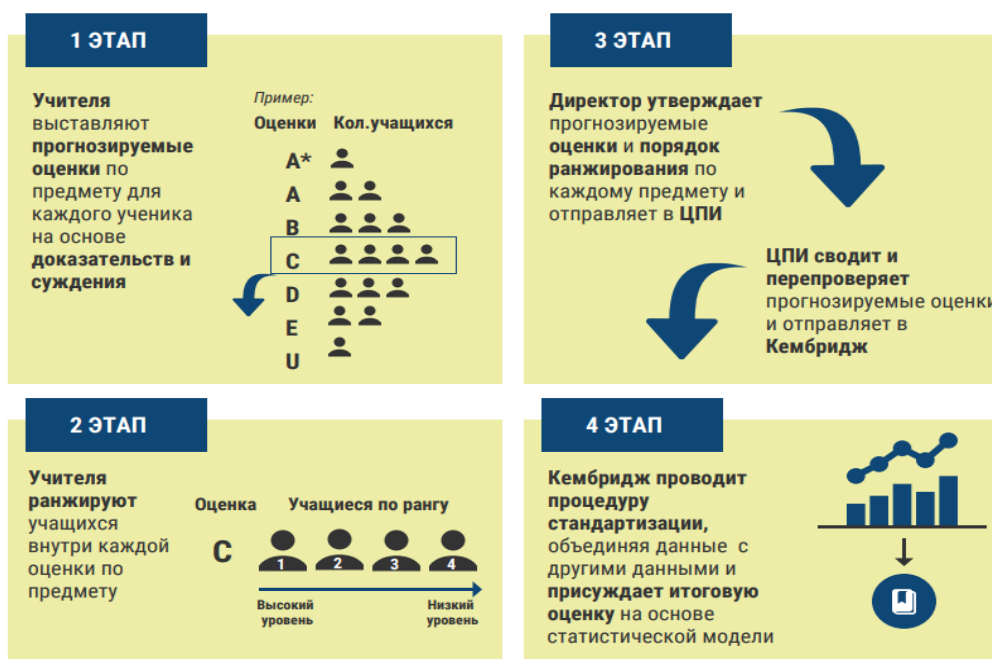 1 ЭТАП
Учителя
выставляют
прогнозируемые
оценки по
предмету для
каждого ученика
на основе
доказательств и
суждения
Пример:
Оценки Кол.учащихся
A*
A
B
C
D
E
U
2 ЭТАП
Учителя
ранжируют
учащихся
внутри каждой
оценки по
предмету
Оценка Учащиеся по рангу
C
1 2 3 4
Высокий
уровень
Низкий
уровень
3 ЭТАП
Директор утверждает
прогнозируемые
оценки и порядок
ранжирования по
каждому предмету и
отправляет в ЦПИ
ЦПИ сводит и
перепроверяет
прогнозируемые оценки
и отправляет в
Кембридж
4 ЭТАП
Кембридж проводит
процедуру
стандартизации,
объединяя данные с
другими данными и
присуждает итоговую
оценку на основе
статистической модели